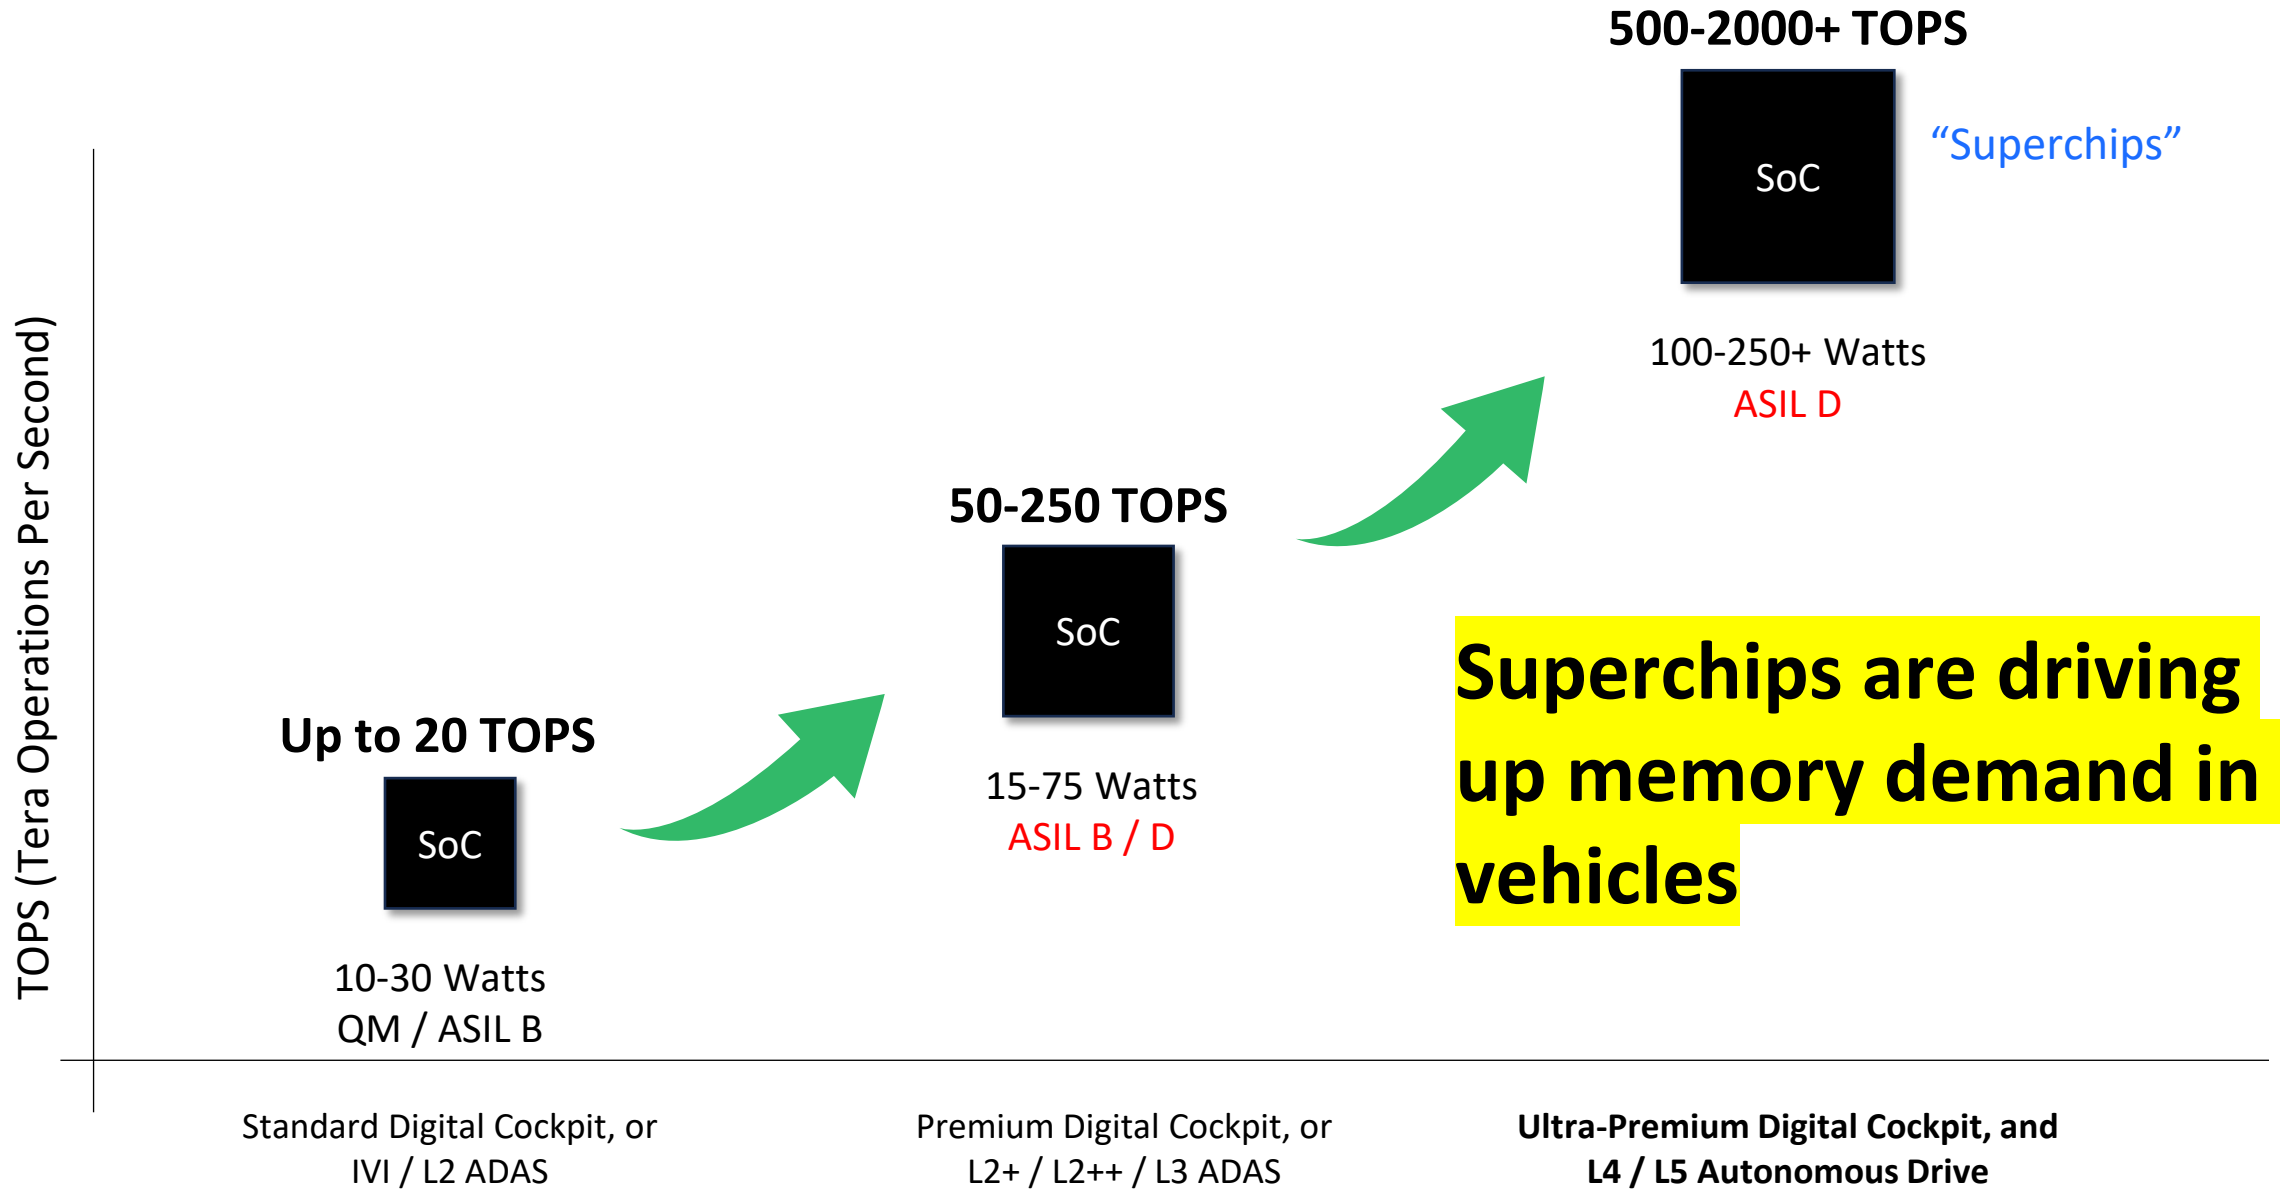 500-2000+ TOPS
SoC
“Superchips”
100-250+ Watts
ASIL D
50-250 TOPS
SoC
15-75 Watts
ASIL B / D
Up to 20 TOPS
SoC
10-30 Watts
QM / ASIL B
Superchips are driving
up memory demand in
vehicles
TOPS (Tera Operations Per Second)
Standard Digital Cockpit, or
IVI / L2 ADAS
Premium Digital Cockpit, or
L2+ / L2++ / L3 ADAS
Ultra-Premium Digital Cockpit, and
L4 / L5 Autonomous Drive